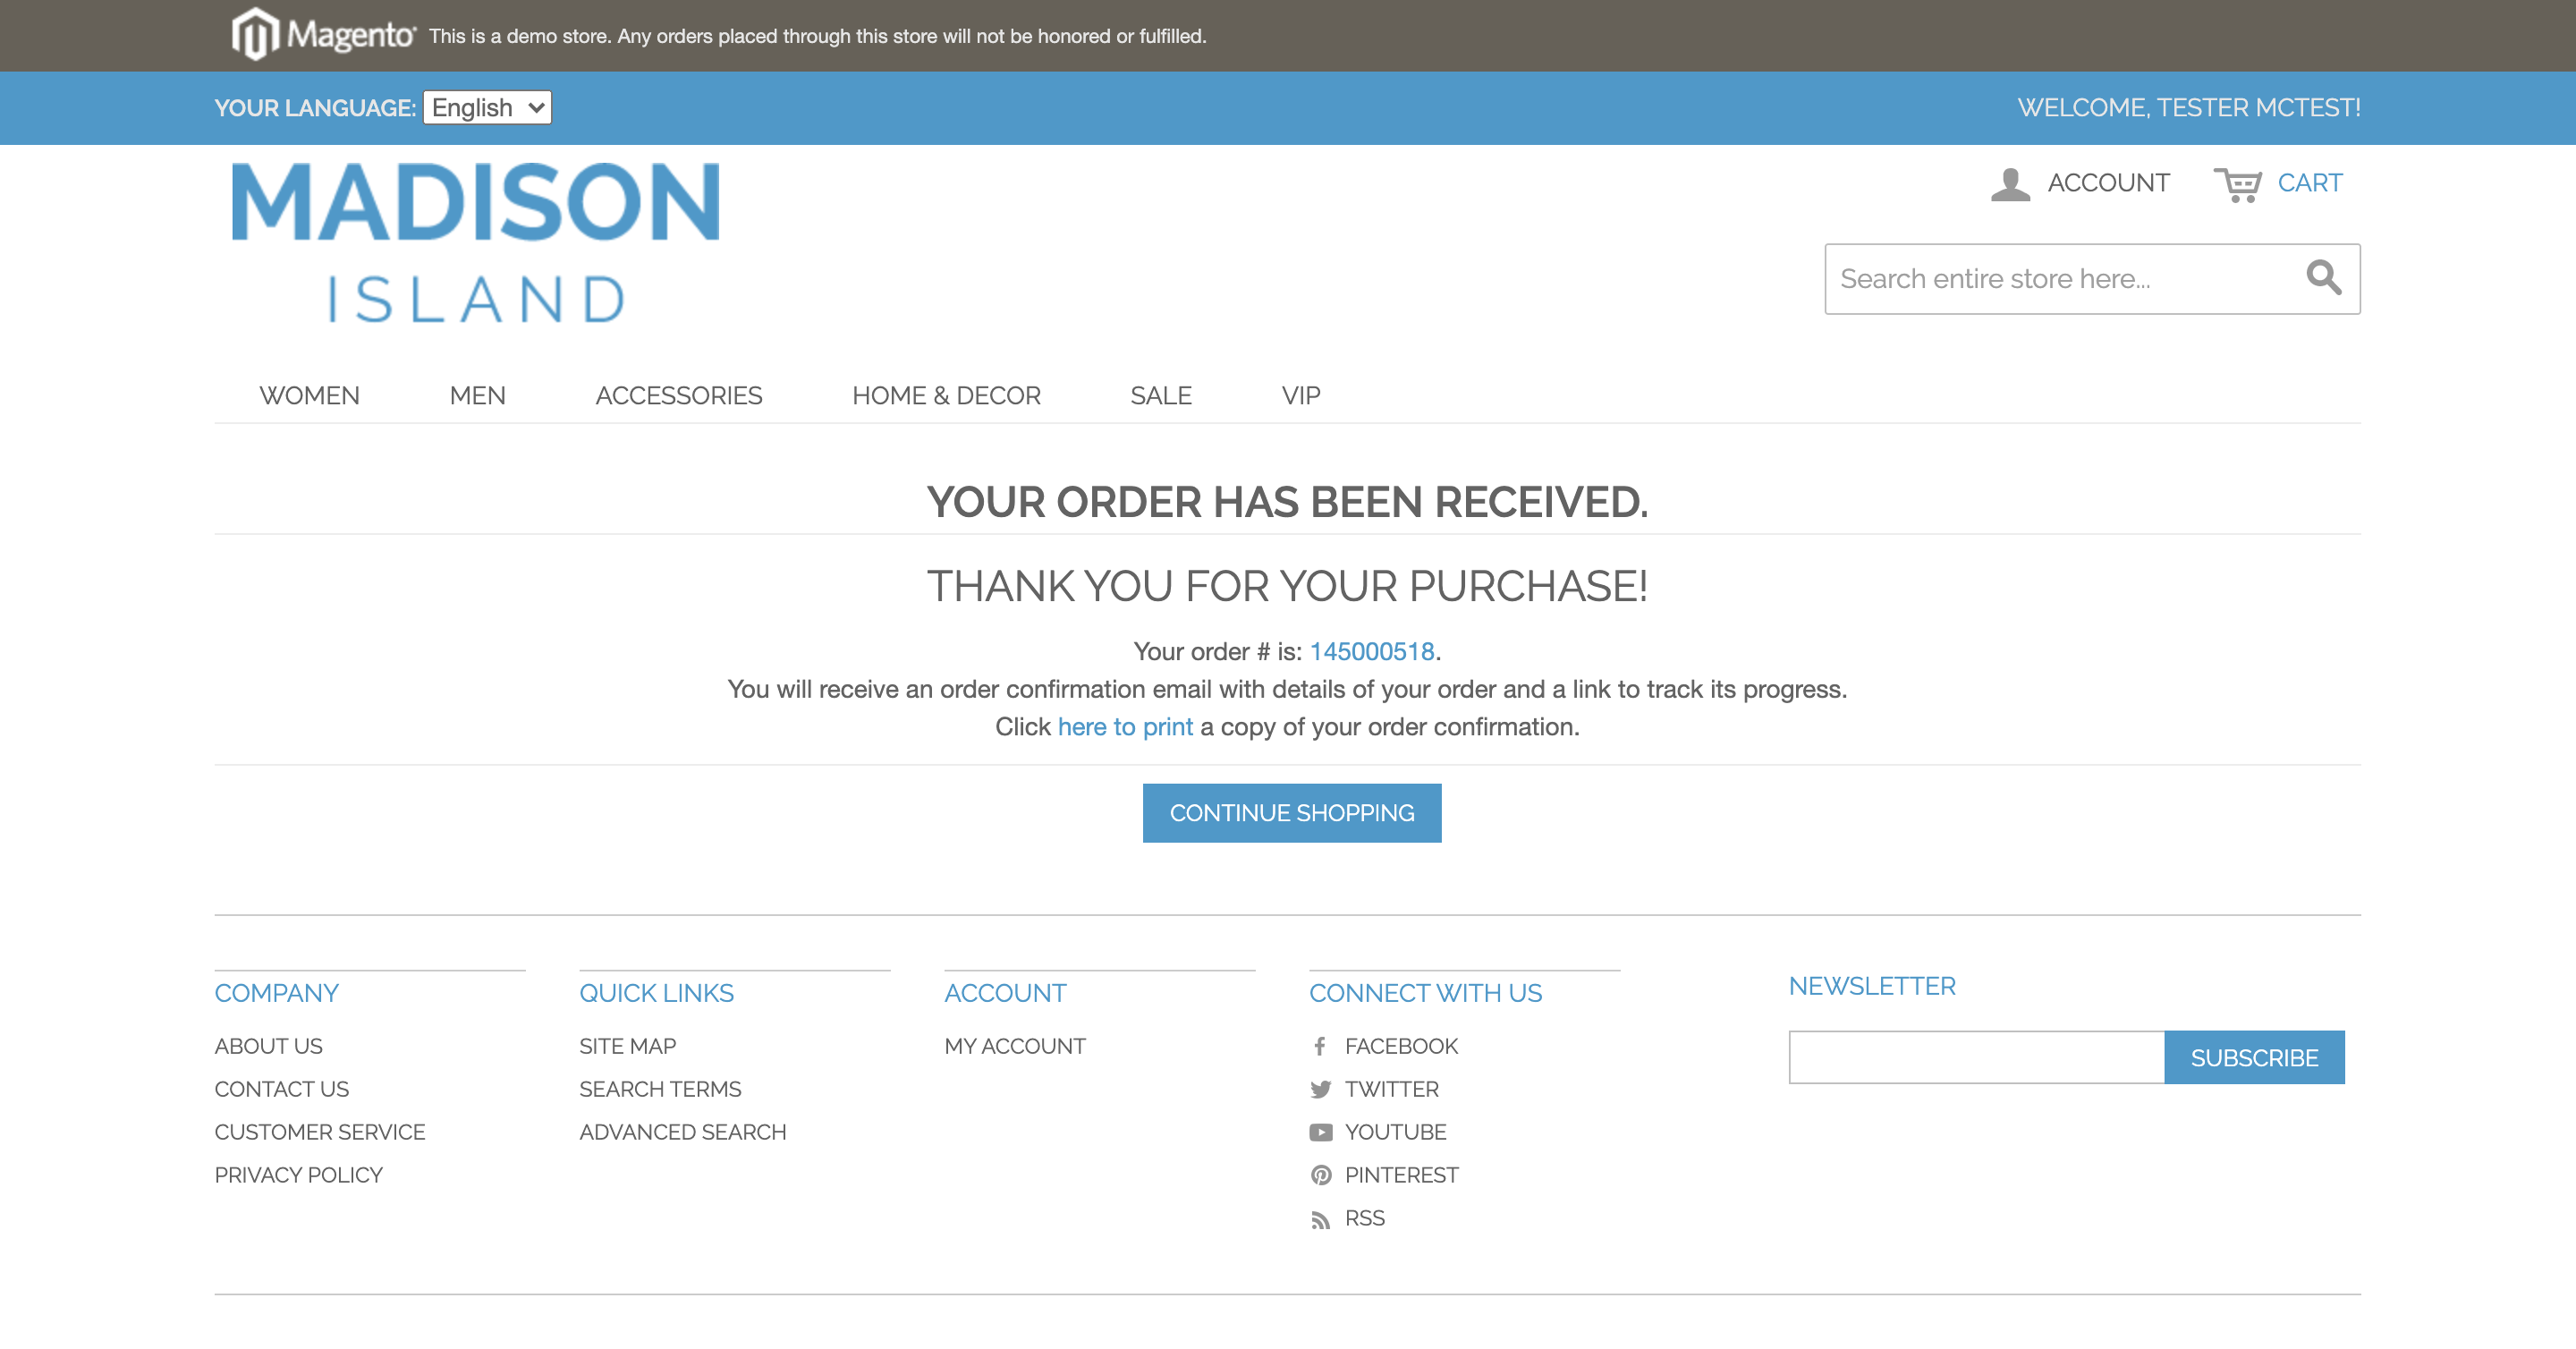 Magento This is a demo store. Any orders placed through this store will not be honored or fulfilled.
YOUR LANGUAGE: English WELCOME, TESTER MCTEST!
MADISON
ISLAND
ACCOUNT CART
Search entire store here...
WOMEN MEN ACCESSORIES HOME & DECOR SALE VIP
YOUR ORDER HAS BEEN RECEIVED.
THANK YOU FOR YOUR PURCHASE!
Your order # is: 145000518.
You will receive an order confirmation email with details of your order and a link to track its progress.
Click here to print a copy of your order confirmation.
CONTINUE SHOPPING
COMPANY
ABOUT US
CONTACT US
CUSTOMER SERVICE
PRIVACY POLICY
QUICK LINKS
SITE MAP
SEARCH TERMS
ADVANCED SEARCH
ACCOUNT
MY ACCOUNT
CONNECT WITH US
FACEBOOK
TWITTER
YOUTUBE
PINTEREST
RSS
NEWSLETTER
SUBSCRIBE